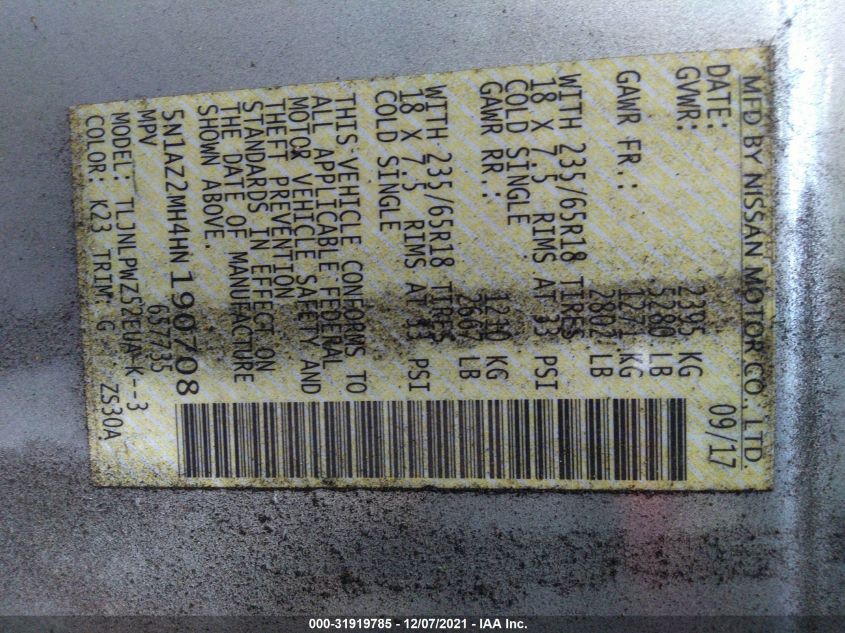 MFD BY NISSAN MOTOR CO., LTD.
DATE: 09/17
GVWR: 2395 KG
5280 LB
GAWR FR.: 1271 KG
2802 LB
WITH 235/65R18 TIRES
18 X 7.5 RIMS AT 33 PSI
COLD SINGLE
GAWR RR.: 1210 KG
2667 LB
WITH 235/65R18 TIRES
18 X 7.5 RIMS AT 33 PSI
COLD SINGLE
THIS VEHICLE CONFORMS TO
ALL APPLICABLE FEDERAL
MOTOR VEHICLE SAFETY AND
THEFT PREVENTION
STANDARDS IN EFFECT ON
THE DATE OF MANUFACTURE
SHOWN ABOVE.
5N1AZ2MH4HN190708
MPV 657735
MODEL: TLJNLPWZ52EUA-K--3
COLOR: K23 TRIM: G ZS30A
000-31919785 - 12/07/2021 - IAA Inc.